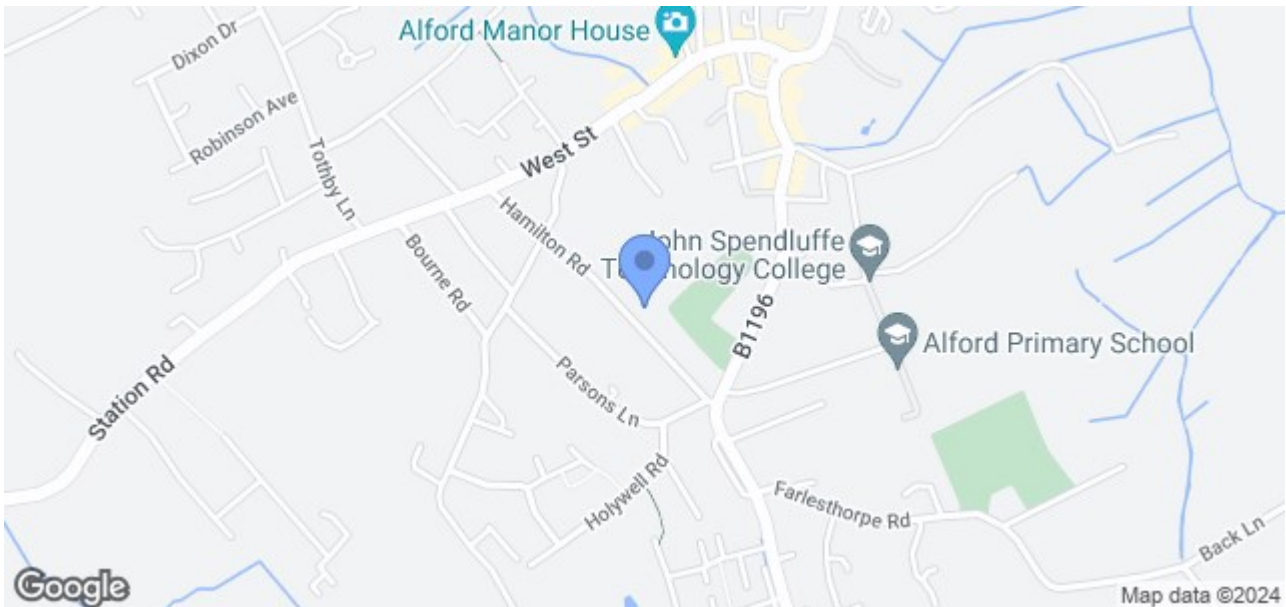 Alford Manor House
Dixon Dr
Robinson Ave
West St
Tothby Ln
Hamilton Rd
Bourne Rd
John Spendluffe
Technology College
B1196
Alford Primary School
Station Rd
Parsons Ln
Holywell Rd
Farlesthorpe Rd
Back Ln
Google
Map data ©2024